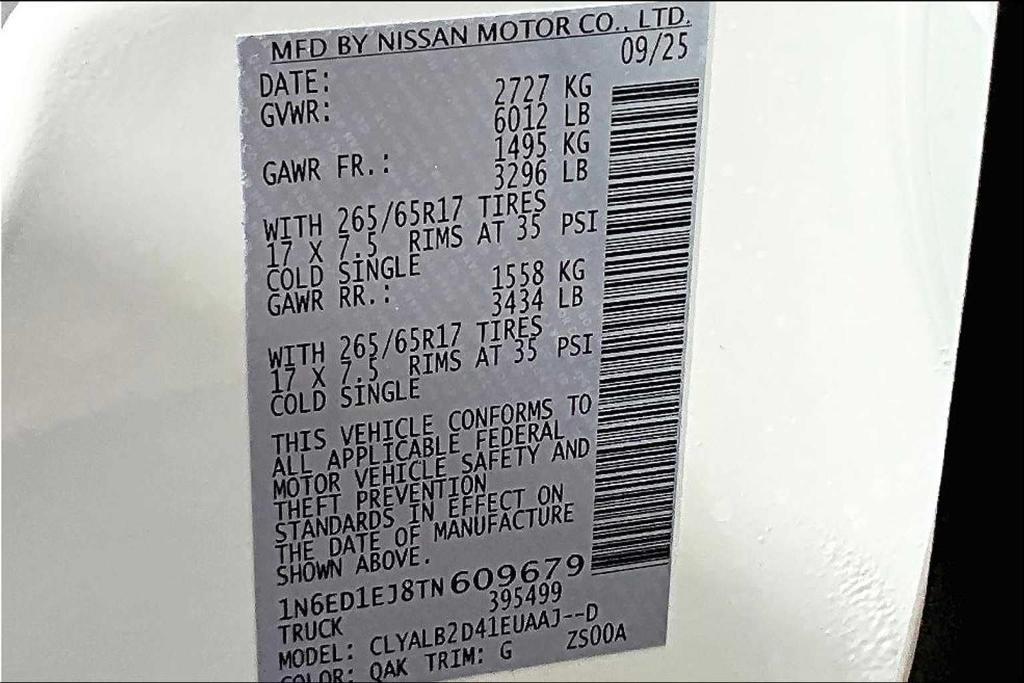 MFD BY NISSAN MOTOR CO., LTD.
DATE: 09/25
GVWR: 2727 KG
6012 LB
GAWR FR.: 1495 KG
3296 LB
WITH 265/65R17 TIRES
17 X 7.5 RIMS AT 35 PSI
COLD SINGLE
GAWR RR.: 1558 KG
3434 LB
WITH 265/65R17 TIRES
17 X 7.5 RIMS AT 35 PSI
COLD SINGLE
THIS VEHICLE CONFORMS TO
ALL APPLICABLE FEDERAL
MOTOR VEHICLE SAFETY AND
THEFT PREVENTION
STANDARDS IN EFFECT ON
THE DATE OF MANUFACTURE
SHOWN ABOVE.
1N6ED1EJ8TN609679
TRUCK 395499
MODEL: CLYALB2D41EUAAJ--D
COLOR: QAK TRIM: G ZS00A